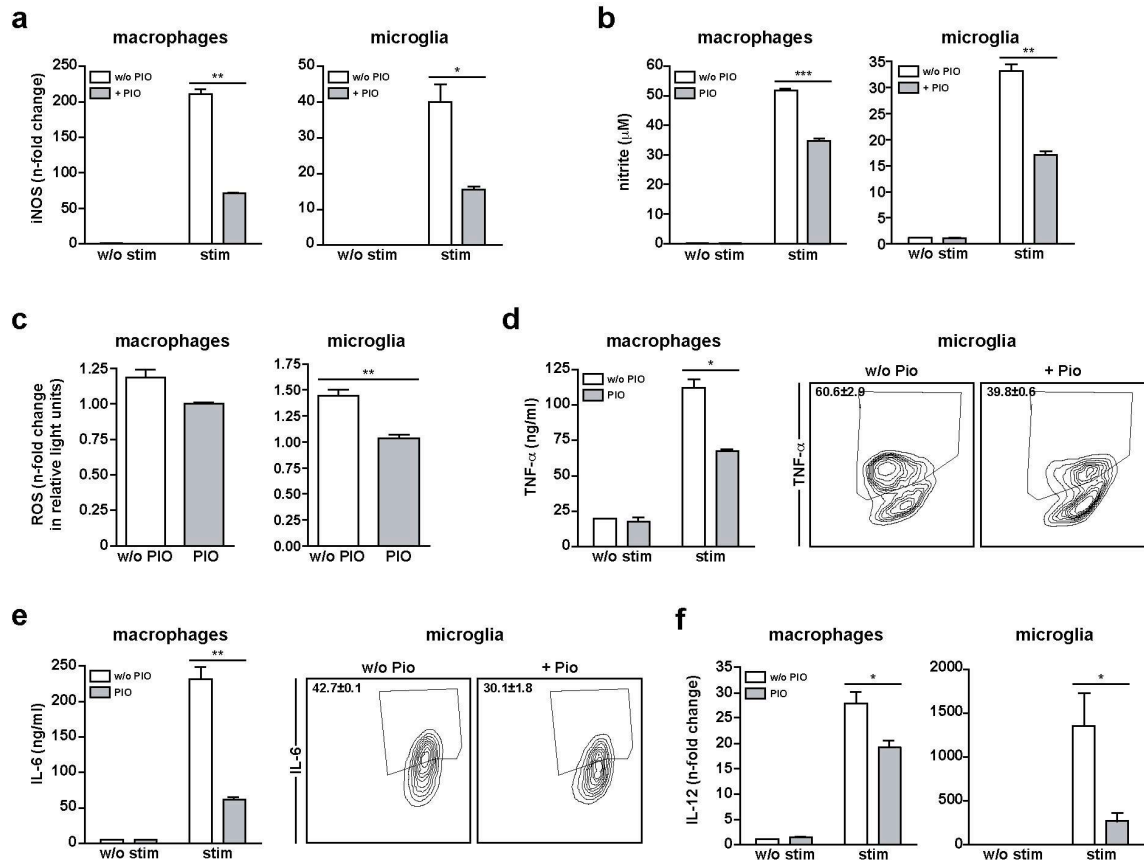 a
macrophages
microglia
iNOS (n-fold change)
250
200
150
100
50
0
w/o PIO
+ PIO
**
w/o stim
stim
50
40
30
20
10
0
w/o PIO
+ PIO
*
w/o stim
stim
b
macrophages
microglia
nitrite (µM)
60
50
40
30
20
10
0
w/o PIO
PIO
***
w/o stim
stim
35
30
25
20
15
10
5
0
w/o PIO
+ PIO
**
w/o stim
stim
c
macrophages
microglia
ROS (n-fold change
in relative light units)
1.25
1.00
0.75
0.50
0.25
0
w/o PIO
PIO
1.75
1.50
1.25
1.00
0.75
0.50
0.25
0.00
**
w/o PIO
PIO
d
macrophages
microglia
TNF-α (ng/ml)
125
100
75
50
25
0
w/o PIO
PIO
*
w/o stim
stim
w/o Pio
+ Pio
TNF-α
60.6±2.9
39.8±0.6
e
macrophages
microglia
IL-6 (ng/ml)
250
200
150
100
50
0
w/o PIO
PIO
**
w/o stim
stim
w/o Pio
+ Pio
IL-6
42.7±0.1
30.1±1.8
f
macrophages
microglia
IL-12 (n-fold change)
35
30
25
20
15
10
5
0
w/o PIO
PIO
*
w/o stim
stim
2000
1500
1000
500
0
*
w/o stim
stim